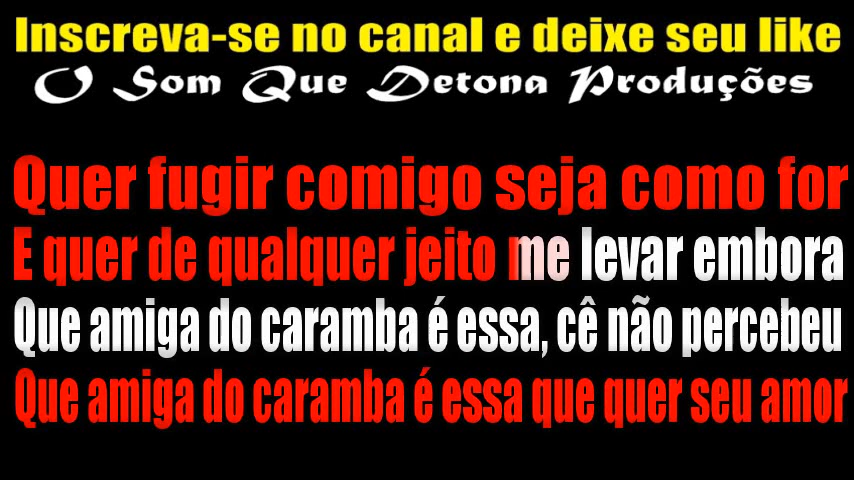 Inscreva-se no canal e deixe seu like
O Som Que Detona Produções
Quer fugir comigo seja como for
E quer de qualquer jeito me levar embora
Que amiga do caramba é essa, cê não percebeu
Que amiga do caramba é essa que quer seu amor